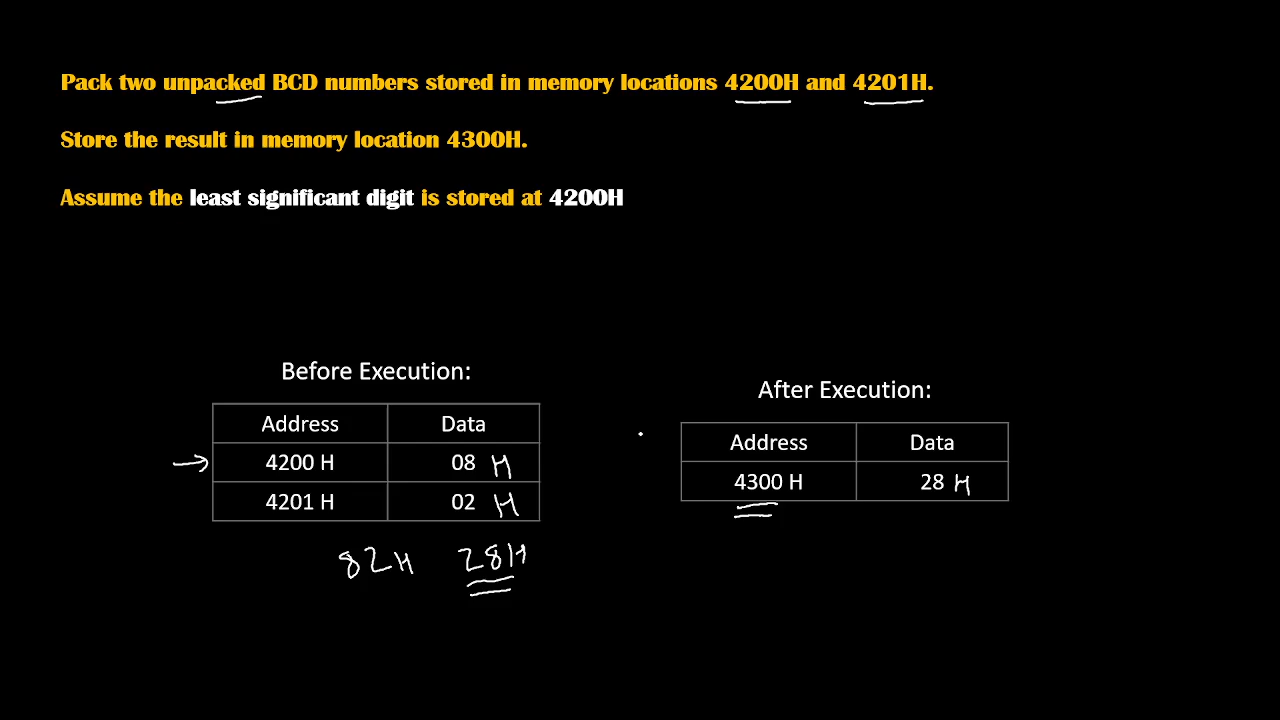 Pack two unpacked BCD numbers stored in memory locations 4200H and 4201H.
Store the result in memory location 4300H.
Assume the least significant digit is stored at 4200H
Before Execution:
Address Data
4200 H 08 H
4201 H 02 H
82H 28H
After Execution:
Address Data
4300 H 28 H